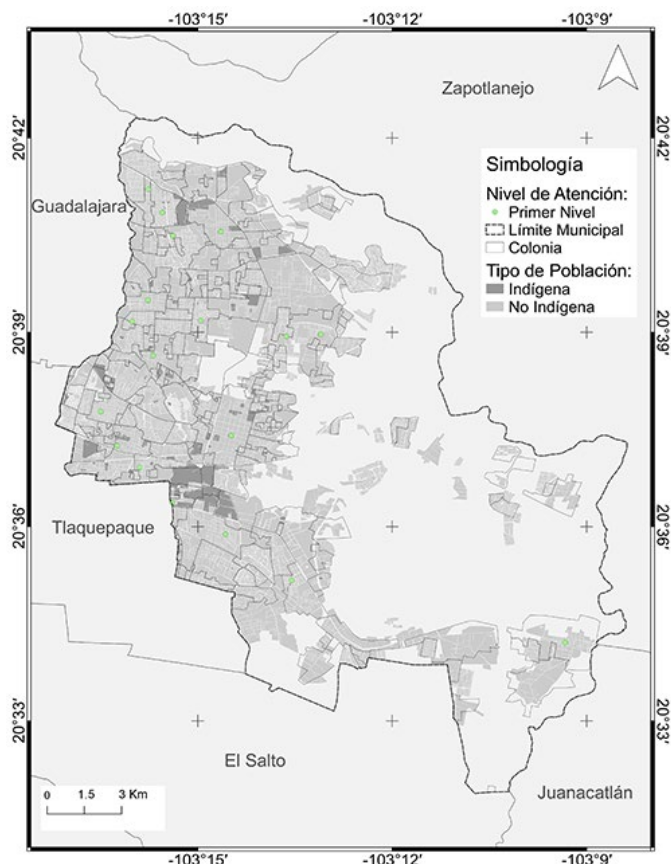 -103°15' -103°12' -103°9'
Zapotlanejo
20°42' 20°42'
Simbología
Nivel de Atención:
Primer Nivel
Límite Municipal
Colonia
Tipo de Población:
Indígena
No Indígena
Guadalajara
20°39' 20°39'
20°36' 20°36'
Tlaquepaque
20°33' 20°33'
El Salto
Juanacatlán
0 1.5 3 Km
-103°15' -103°12' -103°9'